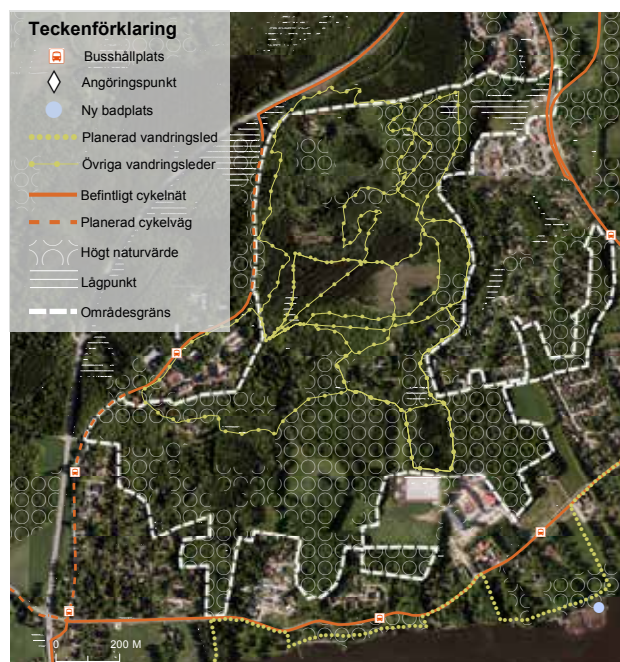 Teckenförklaring
Busshållplats
Angöringspunkt
Ny badplats
Planerad vandringsled
Övriga vandringsleder
Befintligt cykelnät
Planerad cykelväg
Högt naturvärde
Lågpunkt
Områdesgräns
0 200 M